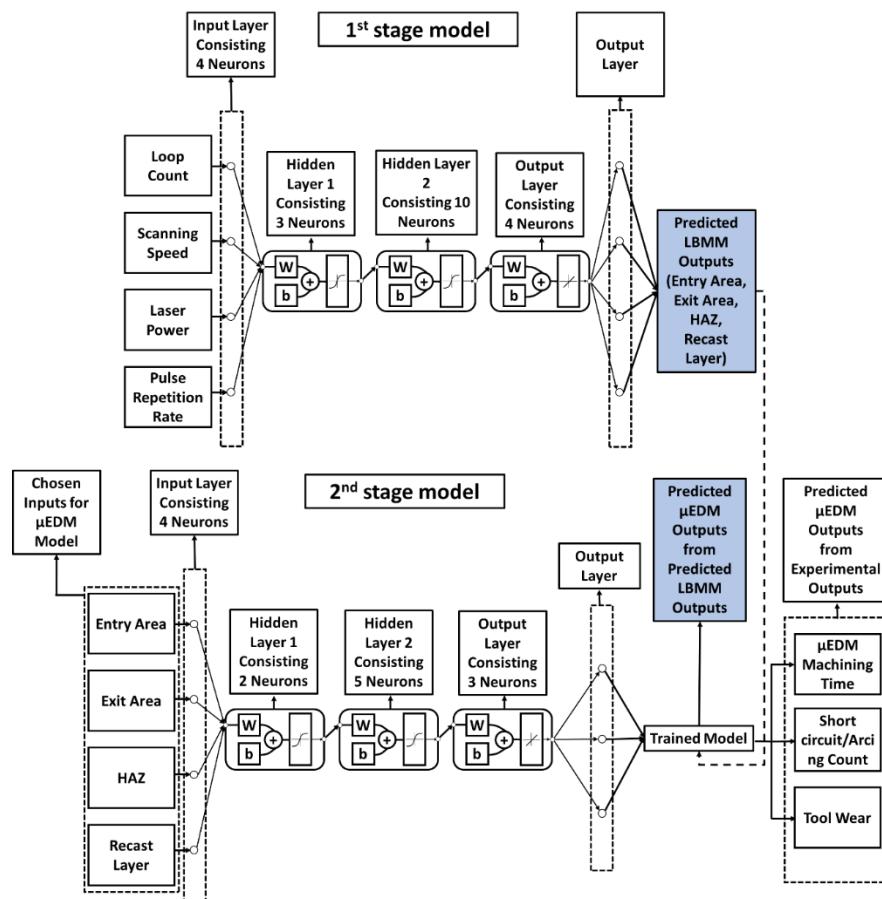 1st stage model
Input Layer
Consisting
4 Neurons
Output
Layer
Loop
Count
Scanning
Speed
Laser
Power
Pulse
Repetition
Rate
Hidden
Layer 1
Consisting
3 Neurons
Hidden Layer
2
Consisting 10
Neurons
Output
Layer
Consisting
4 Neurons
W
b
+
W
b
+
W
b
+
Predicted
LBMM
Outputs
(Entry Area,
Exit Area,
HAZ,
Recast
Layer)
2nd stage model
Chosen
Inputs for
μEDM
Model
Input Layer
Consisting
4 Neurons
Entry Area
Exit Area
HAZ
Recast
Layer
Hidden
Layer 1
Consisting
2 Neurons
Hidden
Layer 2
Consisting
5 Neurons
Output
Layer
Consisting
3 Neurons
W
b
+
W
b
+
W
b
+
Output
Layer
Predicted
μEDM
Outputs
from
Predicted
LBMM
Outputs
Trained Model
Predicted
μEDM
Outputs
from
Experimental
Outputs
μEDM
Machining
Time
Short
circuit/Arci
ng Count
Tool Wear